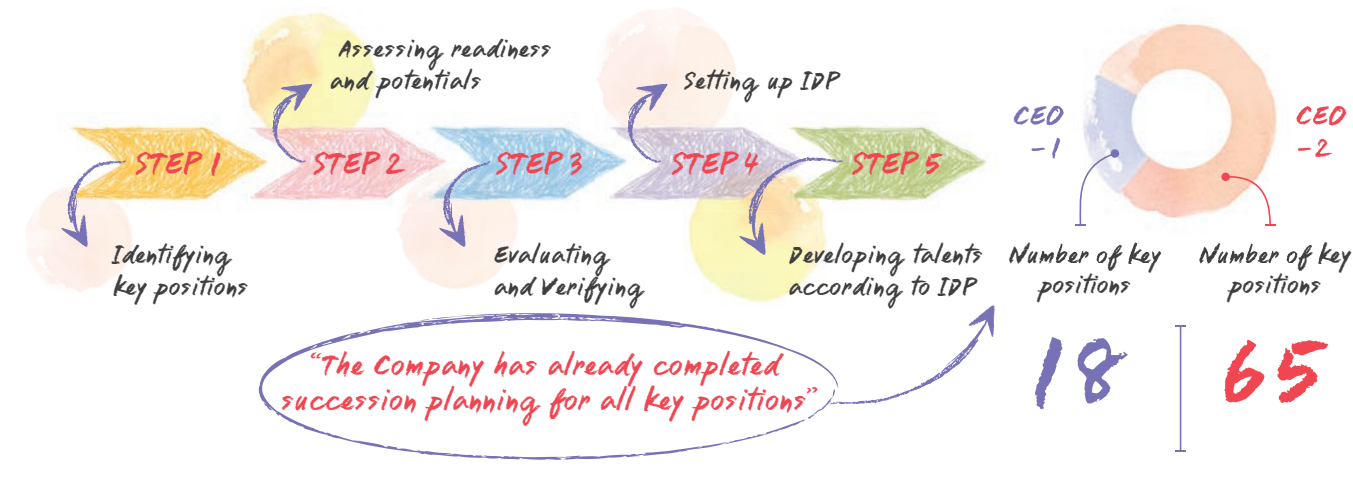 Assessing readiness
and potentials
Setting up IDP
STEP 1
STEP 2
STEP 3
STEP 4
STEP 5
Identifying
key positions
Evaluating
and Verifying
Developing talents
according to IDP
"The Company has already completed
succession planning for all key positions"
CEO
-1
CEO
-2
Number of key
positions
Number of key
positions
18
65